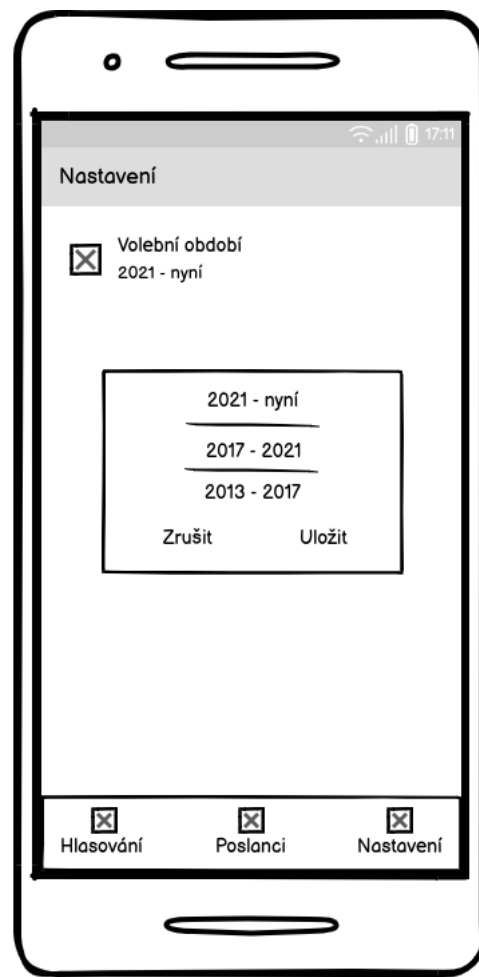 17:11
Nastavení
Volební období
2021 - nyní
2021 - nyní
2017 - 2021
2013 - 2017
Zrušit Uložit
Hlasování Poslanci Nastavení